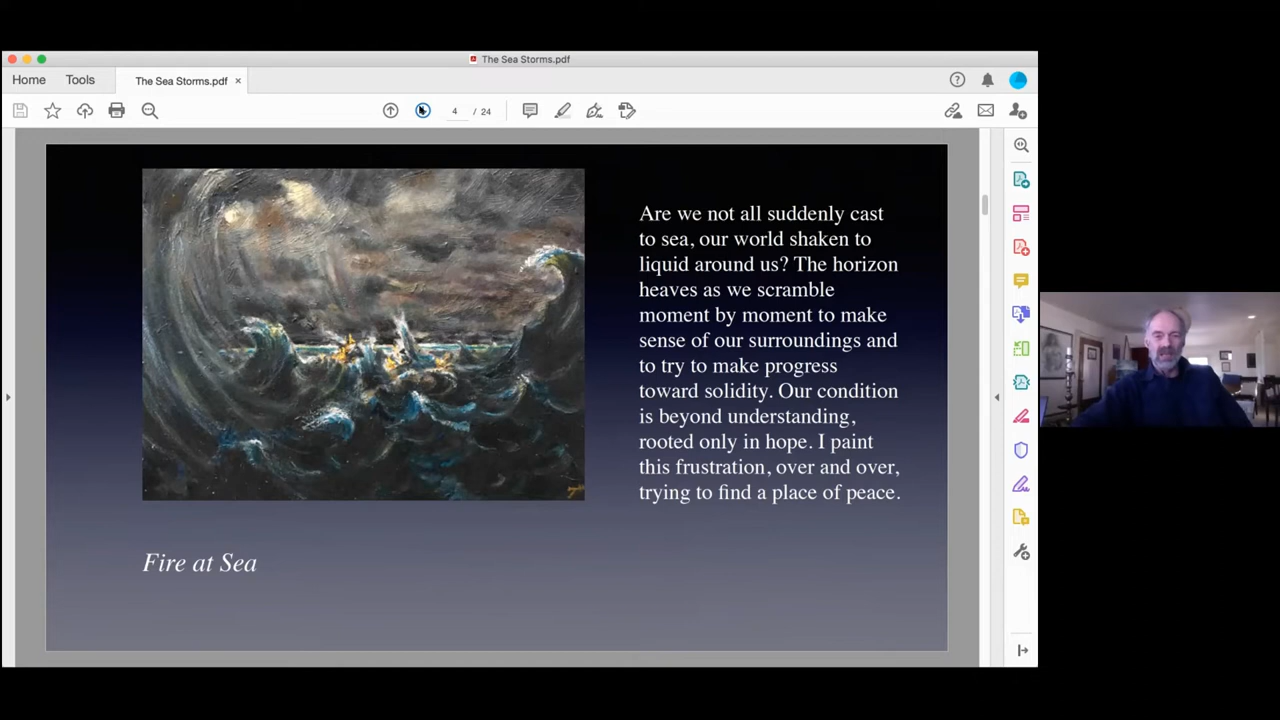 The Sea Storms.pdf
Home
Tools
The Sea Storms.pdf ×
4 / 24
Are we not all suddenly cast
to sea, our world shaken to
liquid around us? The horizon
heaves as we scramble
moment by moment to make
sense of our surroundings and
to try to make progress
toward solidity. Our condition
is beyond understanding,
rooted only in hope. I paint
this frustration, over and over,
trying to find a place of peace.
Fire at Sea